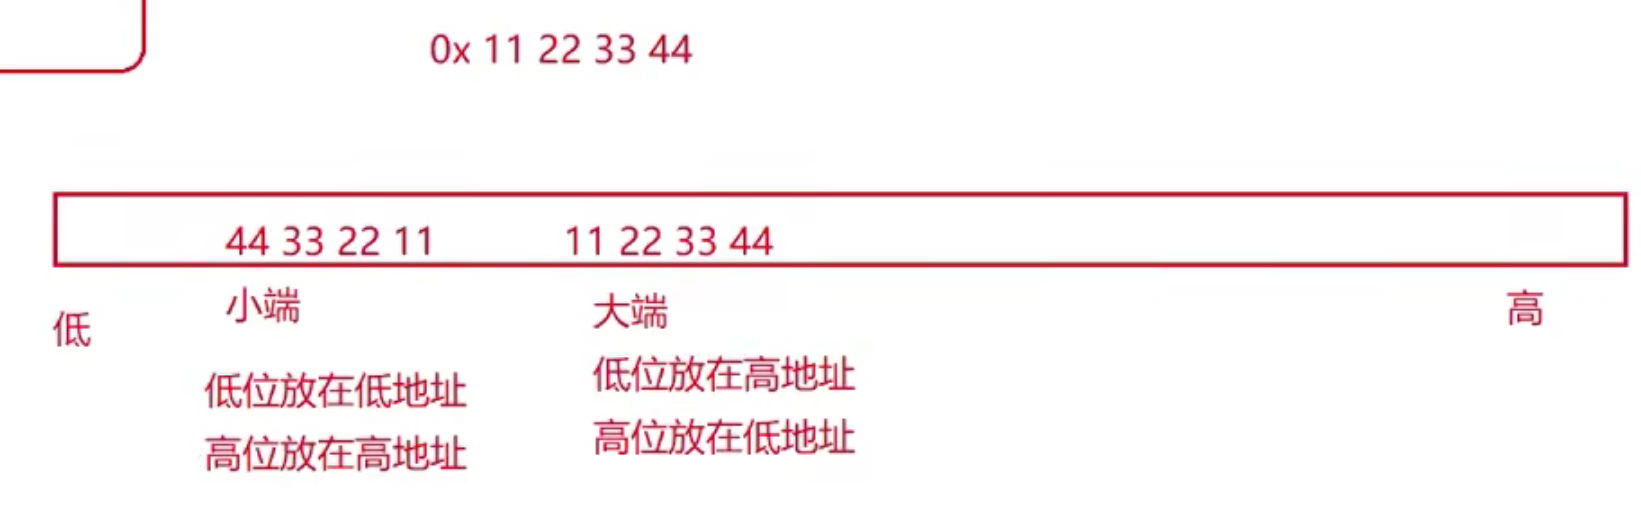 0x 11 22 33 44
44 33 22 11
11 22 33 44
低
小端
大端
高
低位放在低地址
高位放在高地址
低位放在高地址
高位放在低地址